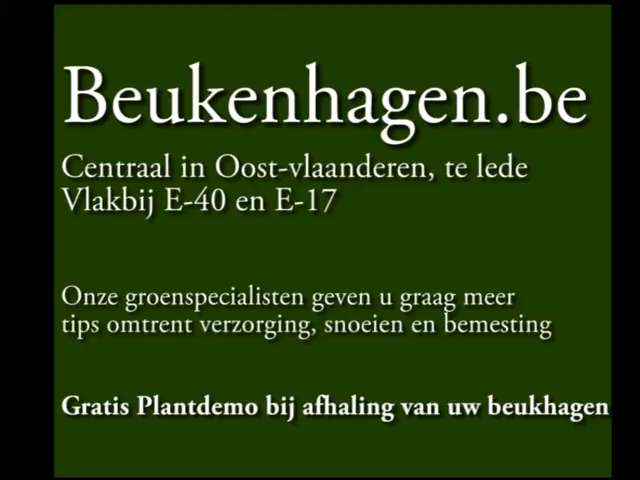 Beukenhagen.be
Centraal in Oost-vlaanderen, te lede
Vlakbij E-40 en E-17
Onze groenspecialisten geven u graag meer
tips omtrent verzorging, snoeien en bemesting
Gratis Plantdemo bij afhaling van uw beukhagen